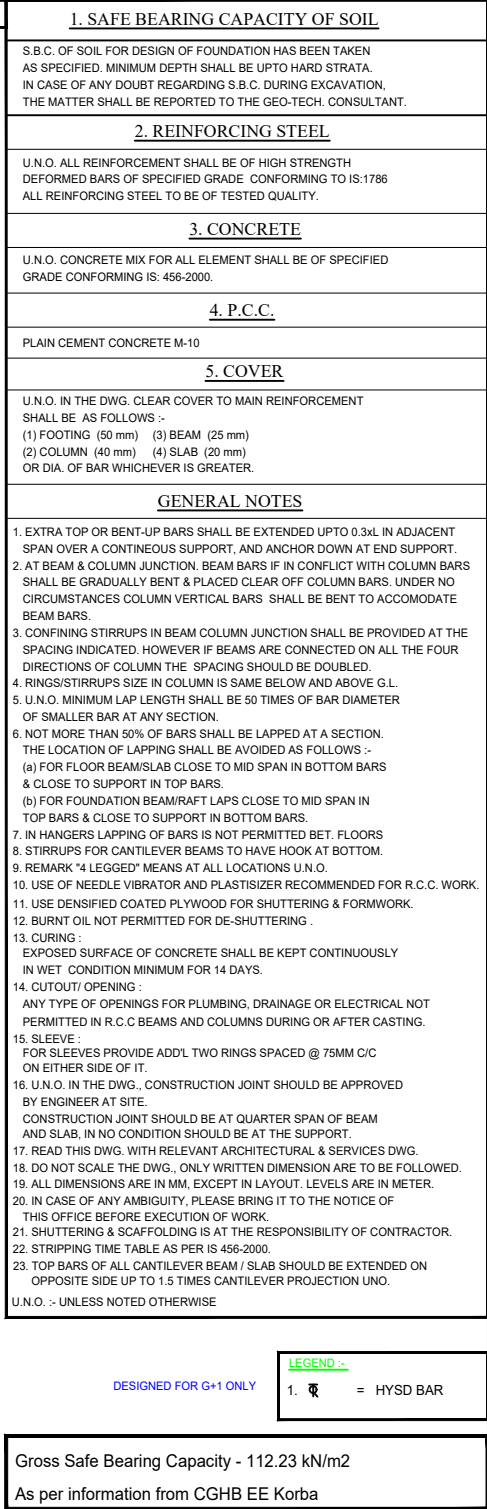 1. SAFE BEARING CAPACITY OF SOIL
S.B.C. OF SOIL FOR DESIGN OF FOUNDATION HAS BEEN TAKEN
AS SPECIFIED. MINIMUM DEPTH SHALL BE UPTO HARD STRATA.
IN CASE OF ANY DOUBT REGARDING S.B.C. DURING EXCAVATION,
THE MATTER SHALL BE REPORTED TO THE GEO-TECH. CONSULTANT.
2. REINFORCING STEEL
U.N.O. ALL REINFORCEMENT SHALL BE OF HIGH STRENGTH
DEFORMED BARS OF SPECIFIED GRADE CONFORMING TO IS:1786
ALL REINFORCING STEEL TO BE OF TESTED QUALITY.
3. CONCRETE
U.N.O. CONCRETE MIX FOR ALL ELEMENT SHALL BE OF SPECIFIED
GRADE CONFORMING IS: 456-2000.
4. P.C.C.
PLAIN CEMENT CONCRETE M-10
5. COVER
U.N.O. IN THE DWG. CLEAR COVER TO MAIN REINFORCEMENT
SHALL BE AS FOLLOWS :-
(1) FOOTING (50 mm) (3) BEAM (25 mm)
(2) COLUMN (40 mm) (4) SLAB (20 mm)
OR DIA. OF BAR WHICHEVER IS GREATER.
GENERAL NOTES
1. EXTRA TOP OR BENT-UP BARS SHALL BE EXTENDED UPTO 0.3xL IN ADJACENT
SPAN OVER A CONTINEOUS SUPPORT, AND ANCHOR DOWN AT END SUPPORT.
2. AT BEAM & COLUMN JUNCTION. BEAM BARS IF IN CONFLICT WITH COLUMN BARS
SHALL BE GRADUALLY BENT & PLACED CLEAR OFF COLUMN BARS. UNDER NO
CIRCUMSTANCES COLUMN VERTICAL BARS SHALL BE BENT TO ACCOMODATE
BEAM BARS.
3. CONFINING STIRRUPS IN BEAM COLUMN JUNCTION SHALL BE PROVIDED AT THE
SPACING INDICATED. HOWEVER IF BEAMS ARE CONNECTED ON ALL THE FOUR
DIRECTIONS OF COLUMN THE SPACING SHOULD BE DOUBLED.
4. RINGS/STIRRUPS SIZE IN COLUMN IS SAME BELOW AND ABOVE G.L.
5. U.N.O. MINIMUM LAP LENGTH SHALL BE 50 TIMES OF BAR DIAMETER
OF SMALLER BAR AT ANY SECTION.
6. NOT MORE THAN 50% OF BARS SHALL BE LAPPED AT A SECTION.
THE LOCATION OF LAPPING SHALL BE AVOIDED AS FOLLOWS :-
(a) FOR FLOOR BEAM/SLAB CLOSE TO MID SPAN IN BOTTOM BARS
& CLOSE TO SUPPORT IN TOP BARS.
(b) FOR FOUNDATION BEAM/RAFT LAPS CLOSE TO MID SPAN IN
TOP BARS & CLOSE TO SUPPORT IN BOTTOM BARS.
7. IN HANGERS LAPPING OF BARS IS NOT PERMITTED BET. FLOORS
8. STIRRUPS FOR CANTILEVER BEAMS TO HAVE HOOK AT BOTTOM.
9. REMARK "4 LEGGED" MEANS AT ALL LOCATIONS U.N.O.
10. USE OF NEEDLE VIBRATOR AND PLASTISIZER RECOMMENDED FOR R.C.C. WORK.
11. USE DENSIFIED COATED PLYWOOD FOR SHUTTERING & FORMWORK.
12. BURNT OIL NOT PERMITTED FOR DE-SHUTTERING .
13. CURING :
EXPOSED SURFACE OF CONCRETE SHALL BE KEPT CONTINUOUSLY
IN WET CONDITION MINIMUM FOR 14 DAYS.
14. CUTOUT/ OPENING :
ANY TYPE OF OPENINGS FOR PLUMBING, DRAINAGE OR ELECTRICAL NOT
PERMITTED IN R.C.C BEAMS AND COLUMNS DURING OR AFTER CASTING.
15. SLEEVE :
FOR SLEEVES PROVIDE ADD'L TWO RINGS SPACED @ 75MM C/C
ON EITHER SIDE OF IT.
16. U.N.O. IN THE DWG., CONSTRUCTION JOINT SHOULD BE APPROVED
BY ENGINEER AT SITE.
CONSTRUCTION JOINT SHOULD BE AT QUARTER SPAN OF BEAM
AND SLAB, IN NO CONDITION SHOULD BE AT THE SUPPORT.
17. READ THIS DWG. WITH RELEVANT ARCHITECTURAL & SERVICES DWG.
18. DO NOT SCALE THE DWG., ONLY WRITTEN DIMENSION ARE TO BE FOLLOWED.
19. ALL DIMENSIONS ARE IN MM, EXCEPT IN LAYOUT. LEVELS ARE IN METER.
20. IN CASE OF ANY AMBIGUITY, PLEASE BRING IT TO THE NOTICE OF
THIS OFFICE BEFORE EXECUTION OF WORK.
21. SHUTTERING & SCAFFOLDING IS AT THE RESPONSIBILITY OF CONTRACTOR.
22. STRIPPING TIME TABLE AS PER IS 456-2000.
23. TOP BARS OF ALL CANTILEVER BEAM / SLAB SHOULD BE EXTENDED ON
OPPOSITE SIDE UP TO 1.5 TIMES CANTILEVER PROJECTION UNO.
U.N.O. :- UNLESS NOTED OTHERWISE
LEGEND :-
DESIGNED FOR G+1 ONLY
1. = HYSD BAR
Gross Safe Bearing Capacity - 112.23 kN/m2
As per information from CGHB EE Korba